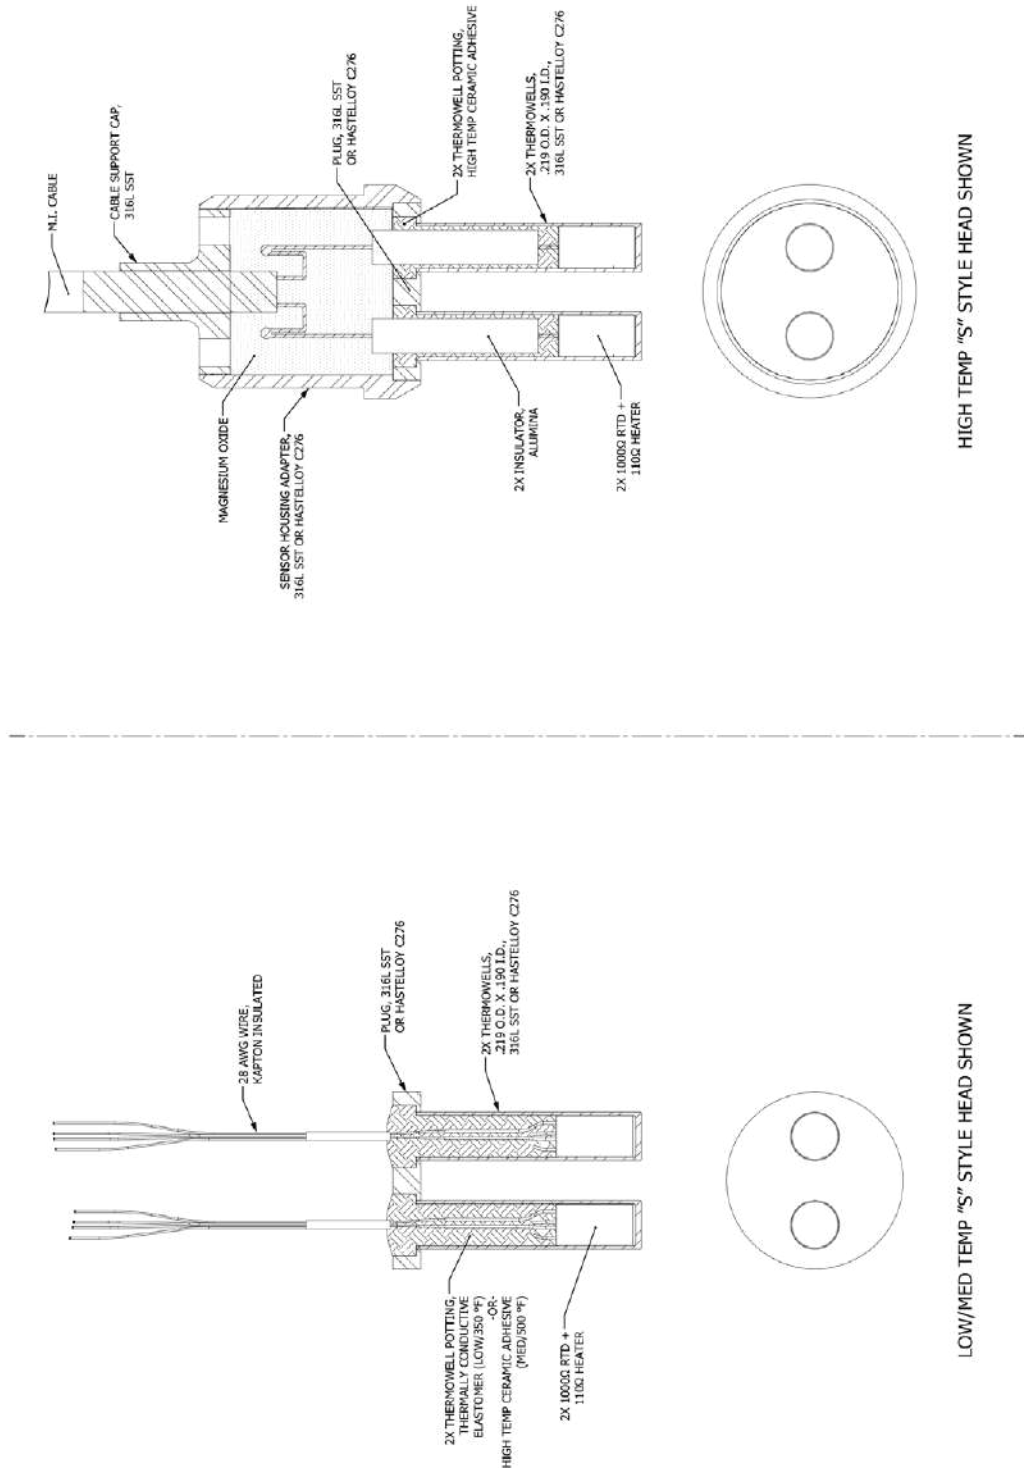 M.I. CABLE
CABLE SUPPORT CAP,
316L SST
PLUG, 316L SST
OR HASTELLOY C276
2X THERMOWELL POTTING,
HIGH TEMP CERAMIC ADHESIVE
2X THERMOWELLS,
.219 O.D. X .190 I.D.,
316L SST OR HASTELLOY C276
MAGNESIUM OXIDE
SENSOR HOUSING ADAPTER,
316L SST OR HASTELLOY C276
2X INSULATOR,
ALUMINA
2X 1000Ω RTD +
110Ω HEATER
HIGH TEMP "S" STYLE HEAD SHOWN
28 AWG WIRE,
KAPTON INSULATED
PLUG, 316L SST
OR HASTELLOY C276
2X THERMOWELLS,
.219 O.D. X .190 I.D.,
316L SST OR HASTELLOY C276
2X THERMOWELL POTTING,
THERMALLY CONDUCTIVE
ELASTOMER (LOW/350 °F)
-OR-
HIGH TEMP CERAMIC ADHESIVE
(MED/500 °F)
2X 1000Ω RTD +
110Ω HEATER
LOW/MED TEMP "S" STYLE HEAD SHOWN